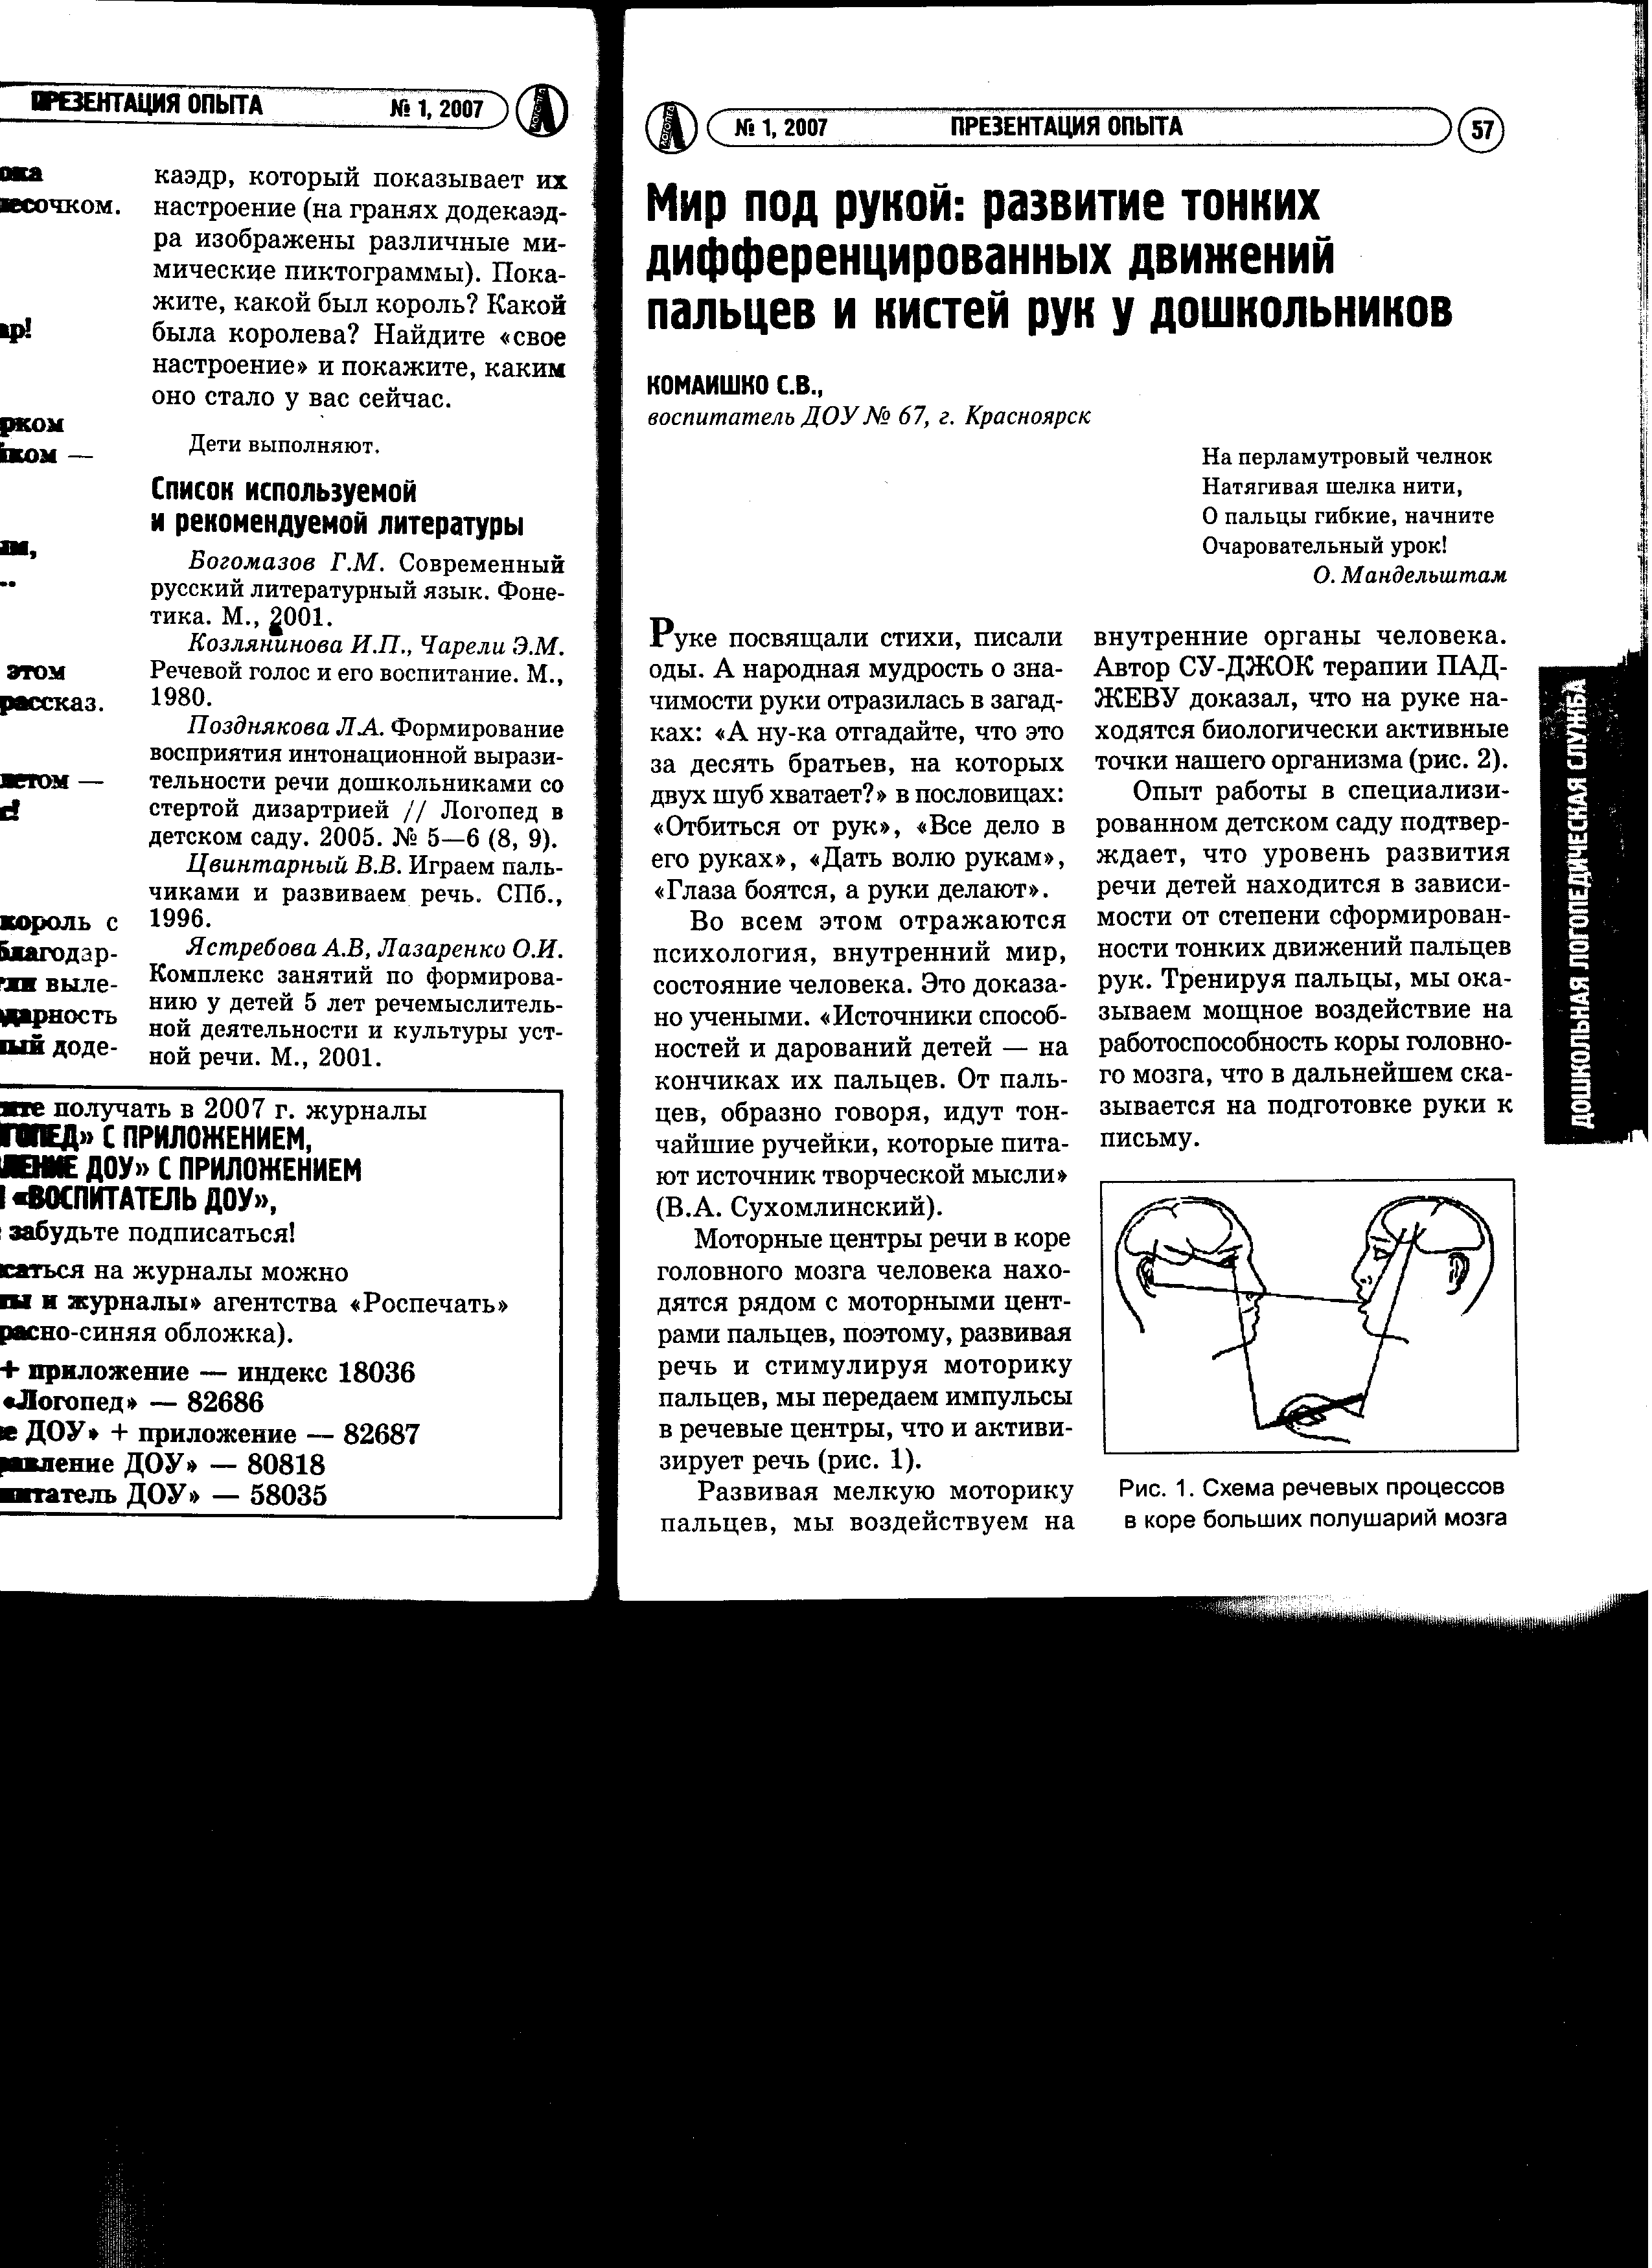 ПРЕЗЕНТАЦИЯ ОПЫТА № 1, 2007
ока
песочком.
ар!
рком
—
этом
рассказ.
—
король с
благодар-
выле-
дарность
доде-
каэдр, который показывает их
настроение (на гранях додекаэд-
ра изображены различные ми-
мические пиктограммы). Пока-
жите, какой был король? Какой
была королева? Найдите «свое
настроение» и покажите, каким
оно стало у вас сейчас.
Дети выполняют.
Список используемой
и рекомендуемой литературы
Богомазов Г.М. Современный
русский литературный язык. Фоне-
тика. М., 2001.
Козлянинова И.П., Чарели Э.М.
Речевой голос и его воспитание. М.,
1980.
Позднякова Л.А. Формирование
восприятия интонационной вырази-
тельности речи дошкольниками со
стертой дизартрией // Логопед в
детском саду. 2005. № 5—6 (8, 9).
Цвинтарный В.В. Играем паль-
чиками и развиваем речь. СПб.,
1996.
Ястребова А.В, Лазаренко О.И.
Комплекс занятий по формирова-
нию у детей 5 лет речемыслитель-
ной деятельности и культуры уст-
ной речи. М., 2001.
ите получать в 2007 г. журналы
ГОПЕД» С ПРИЛОЖЕНИЕМ,
ЛЕНИЕ ДОУ» С ПРИЛОЖЕНИЕМ
«ВОСПИТАТЕЛЬ ДОУ»,
забудьте подписаться!
саться на журналы можно
ты и журналы» агентства «Роспечать»
расно-синяя обложка).
+ приложение — индекс 18036
«Логопед» — 82686
е ДОУ» + приложение — 82687
равление ДОУ» — 80818
питатель ДОУ» — 58035
№ 1, 2007 ПРЕЗЕНТАЦИЯ ОПЫТА 57
Мир под рукой: развитие тонких
дифференцированных движений
пальцев и кистей рук у дошкольников
КОМАИШКО С.В.,
воспитатель ДОУ № 67, г. Красноярск
На перламутровый челнок
Натягивая шелка нити,
О пальцы гибкие, начните
Очаровательный урок!
О. Мандельштам
Руке посвящали стихи, писали
оды. А народная мудрость о зна-
чимости руки отразилась в загад-
ках: «А ну-ка отгадайте, что это
за десять братьев, на которых
двух шуб хватает?» в пословицах:
«Отбиться от рук», «Все дело в
его руках», «Дать волю рукам»,
«Глаза боятся, а руки делают».
Во всем этом отражаются
психология, внутренний мир,
состояние человека. Это доказа-
но учеными. «Источники способ-
ностей и дарований детей — на
кончиках их пальцев. От паль-
цев, образно говоря, идут тон-
чайшие ручейки, которые пита-
ют источник творческой мысли»
(В.А. Сухомлинский).
Моторные центры речи в коре
головного мозга человека нахо-
дятся рядом с моторными цент-
рами пальцев, поэтому, развивая
речь и стимулируя моторику
пальцев, мы передаем импульсы
в речевые центры, что и активи-
зирует речь (рис. 1).
Развивая мелкую моторику
пальцев, мы воздействуем на
внутренние органы человека.
Автор СУ-ДЖОК терапии ПАД-
ЖЕВУ доказал, что на руке на-
ходятся биологически активные
точки нашего организма (рис. 2).
Опыт работы в специализи-
рованном детском саду подтвер-
ждает, что уровень развития
речи детей находится в зависи-
мости от степени сформирован-
ности тонких движений пальцев
рук. Тренируя пальцы, мы ока-
зываем мощное воздействие на
работоспособность коры головно-
го мозга, что в дальнейшем ска-
зывается на подготовке руки к
письму.
Рис. 1. Схема речевых процессов
в коре больших полушарий мозга
ДОШКОЛЬНАЯ ЛОГОПЕДИЧЕСКАЯ СЛУЖБА